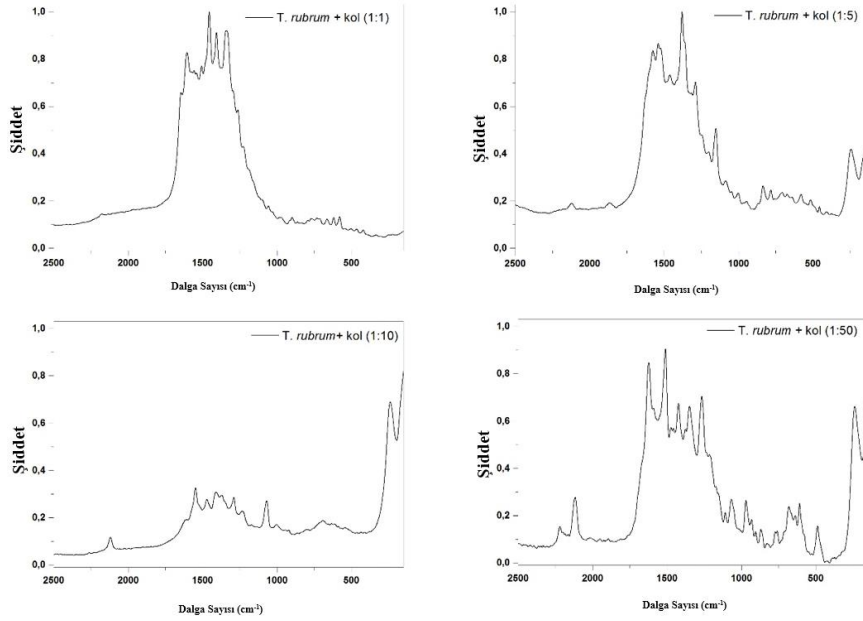 T. rubrum + kol (1:1)
Şiddet
1,0
0,8
0,6
0,4
0,2
0,0
2500 2000 1500 1000 500
Dalga Sayısı (cm-1)
T. rubrum + kol (1:5)
Şiddet
1,0
0,8
0,6
0,4
0,2
0,0
2500 2000 1500 1000 500
Dalga Sayısı (cm-1)
T. rubrum+ kol (1:10)
Şiddet
1,0
0,8
0,6
0,4
0,2
0,0
2500 2000 1500 1000 500
Dalga Sayısı (cm-1)
T. rubrum + kol (1:50)
Şiddet
1,0
0,8
0,6
0,4
0,2
0,0
2500 2000 1500 1000 500
Dalga Sayısı (cm-1)